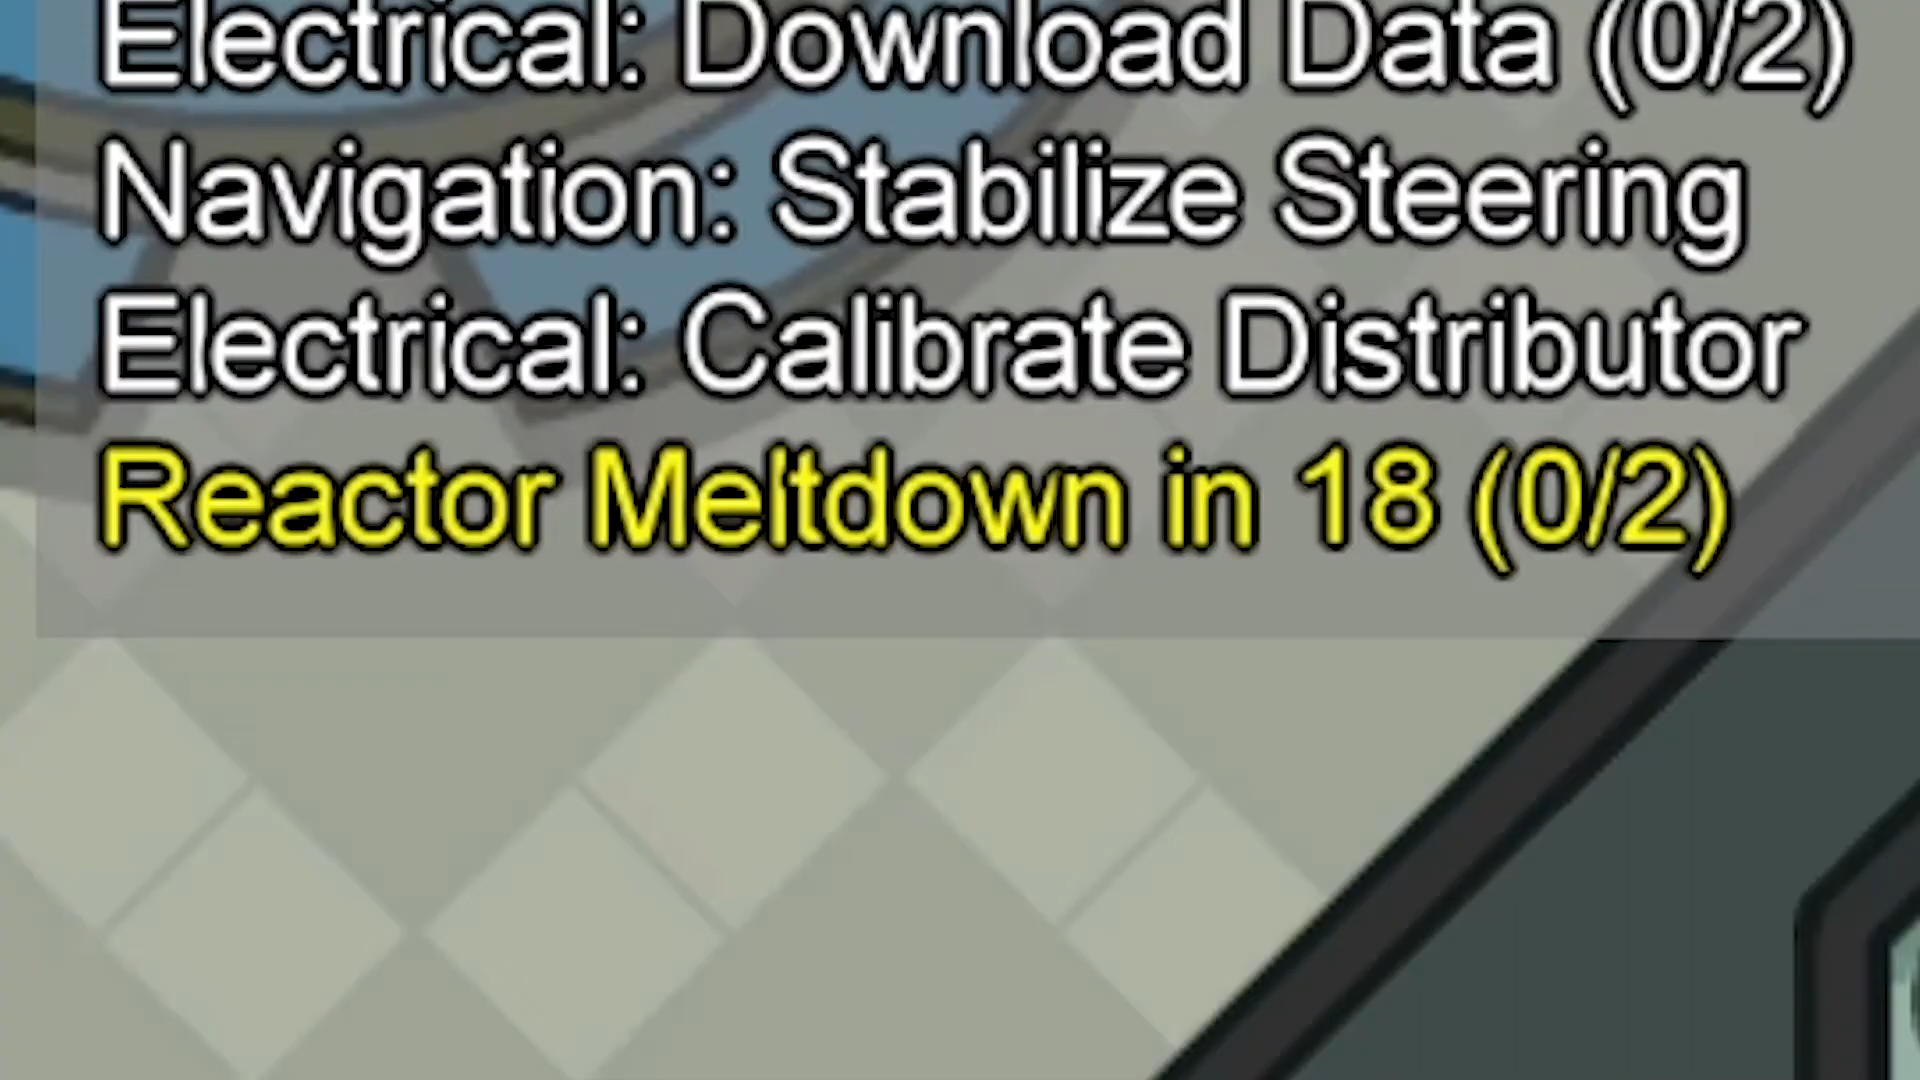 Electrical: Download Data (0/2)
Navigation: Stabilize Steering
Electrical: Calibrate Distributor
Reactor Meltdown in 18 (0/2)